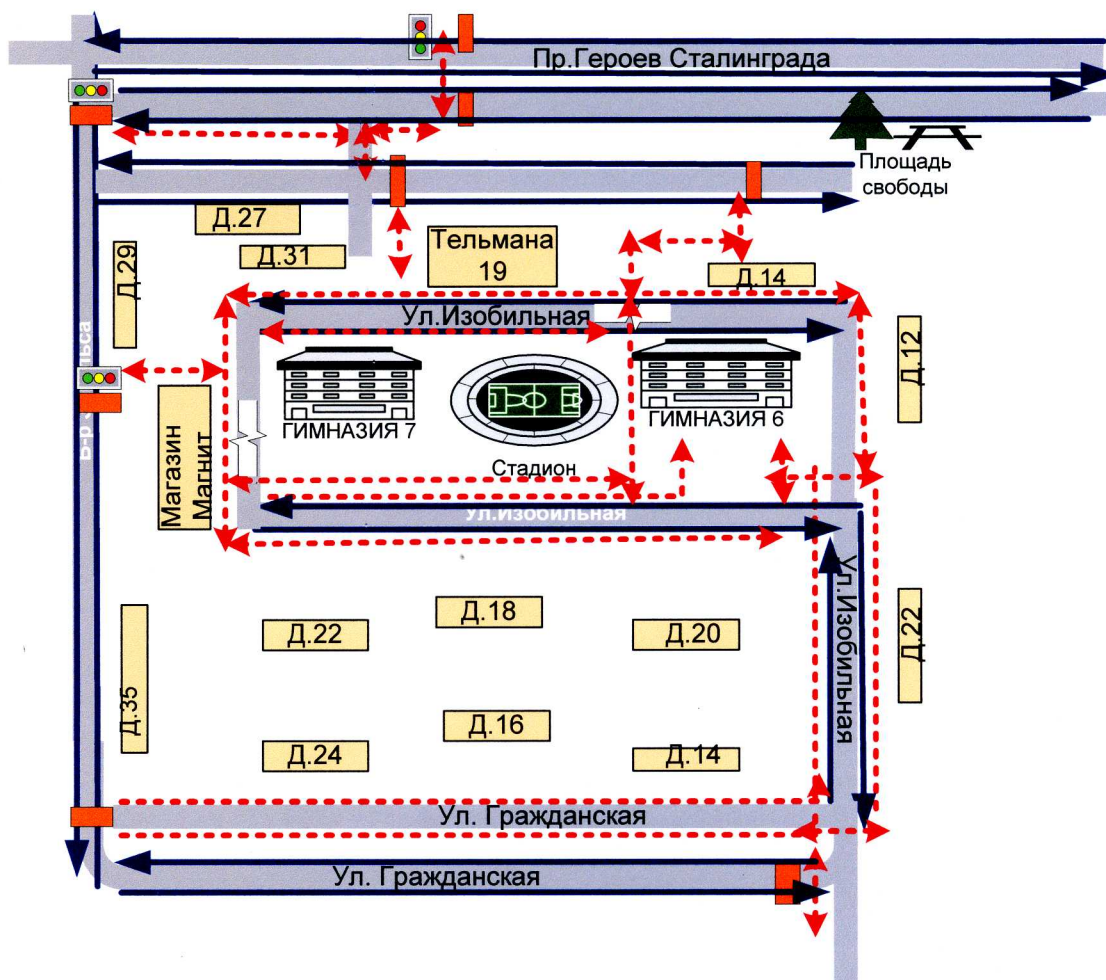 Пр.Героев Сталинграда
Площадь
свободы
Д.27
Д.31
Тельмана
19
Д.14
Д.29
Ул.Изобильная
Д.12
ГИМНАЗИЯ 7
ГИМНАЗИЯ 6
Б-р
Магазин
Магнит
Стадион
Ул.Изобильная
Ул.Изобильная
Д.22
Д.18
Д.20
Д.22
Д.35
Д.16
Д.24
Д.14
Ул. Гражданская
Ул. Гражданская